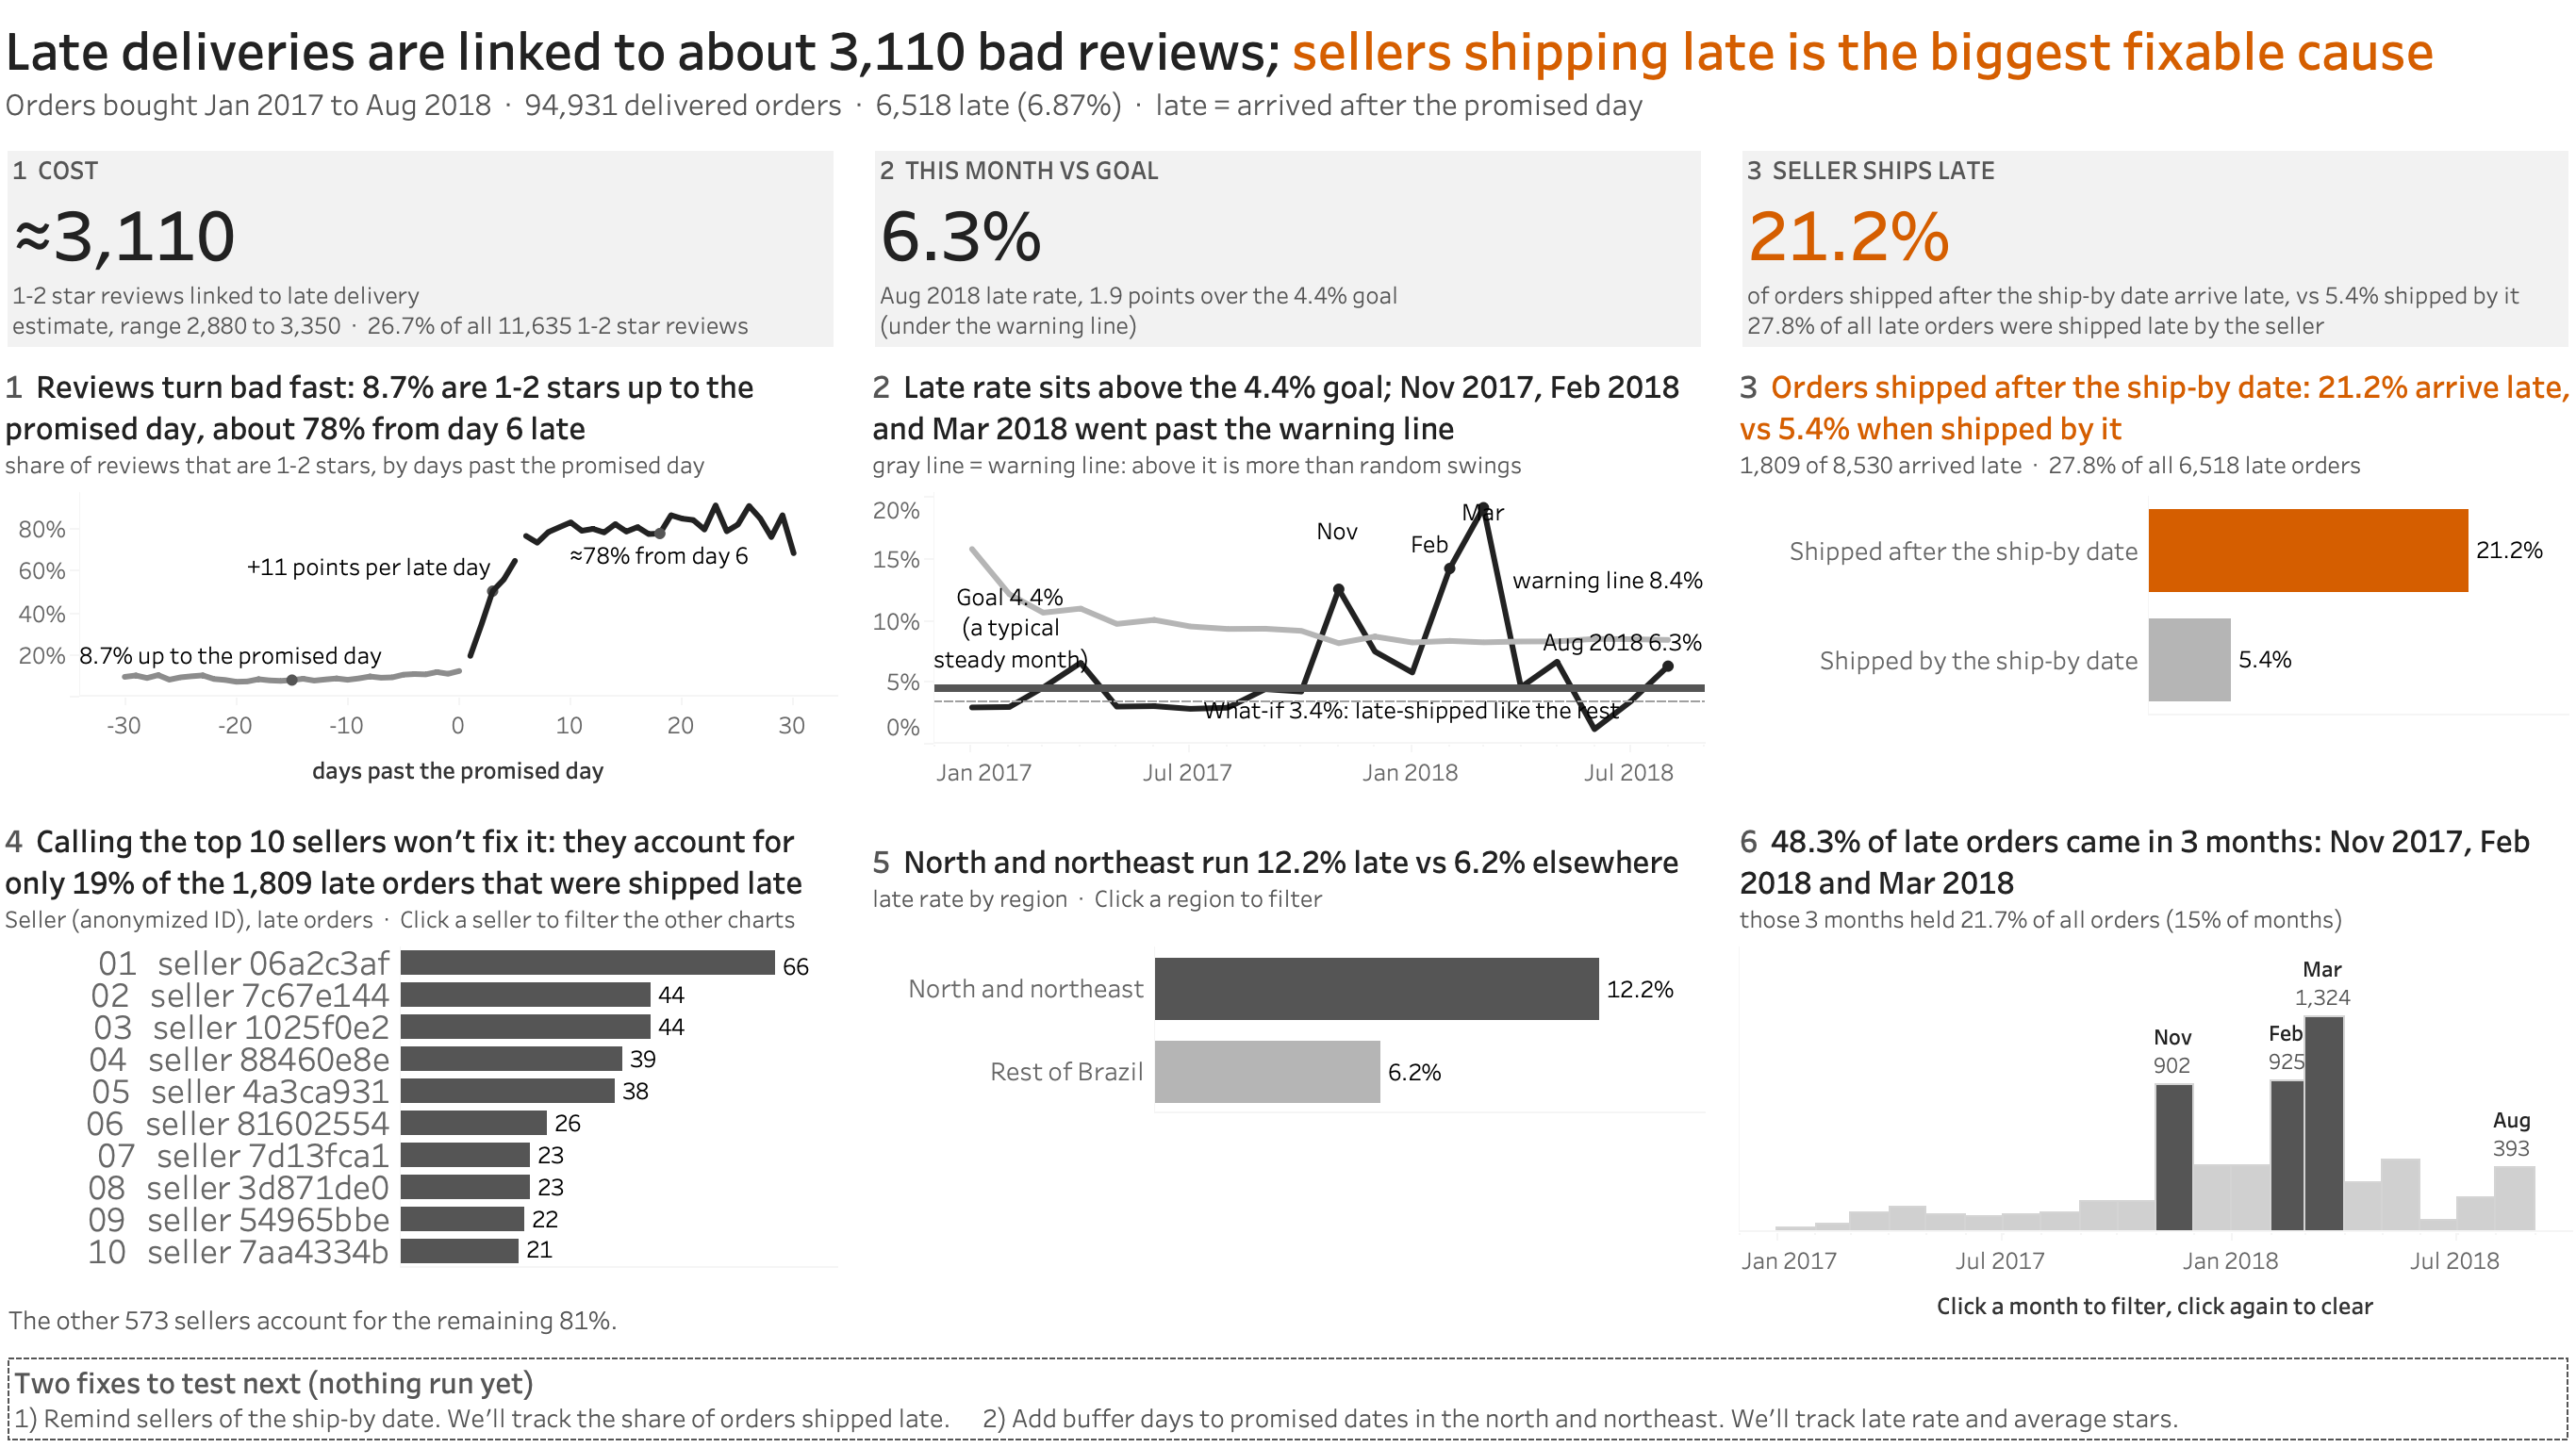 Late deliveries are linked to about 3,110 bad reviews; sellers shipping late is the biggest fixable cause
Orders bought Jan 2017 to Aug 2018 · 94,931 delivered orders · 6,518 late (6.87%) · late = arrived after the promised day
1 COST
≈3,110
1-2 star reviews linked to late delivery
estimate, range 2,880 to 3,350 · 26.7% of all 11,635 1-2 star reviews
2 THIS MONTH VS GOAL
6.3%
Aug 2018 late rate, 1.9 points over the 4.4% goal
(under the warning line)
3 SELLER SHIPS LATE
21.2%
of orders shipped after the ship-by date arrive late, vs 5.4% shipped by it
27.8% of all late orders were shipped late by the seller
1 Reviews turn bad fast: 8.7% are 1-2 stars up to the
promised day, about 78% from day 6 late
share of reviews that are 1-2 stars, by days past the promised day
80%
60%
40%
20%
+11 points per late day
≈78% from day 6
8.7% up to the promised day
-30
-20
-10
0
10
20
30
days past the promised day
2 Late rate sits above the 4.4% goal; Nov 2017, Feb 2018
and Mar 2018 went past the warning line
gray line = warning line: above it is more than random swings
20%
15%
10%
5%
0%
Mar
Nov
Feb
warning line 8.4%
Goal 4.4%
(a typical
steady month)
Aug 2018 6.3%
What-if 3.4%: late-shipped like the rest
Jan 2017
Jul 2017
Jan 2018
Jul 2018
3 Orders shipped after the ship-by date: 21.2% arrive late,
vs 5.4% when shipped by it
1,809 of 8,530 arrived late · 27.8% of all 6,518 late orders
Shipped after the ship-by date
21.2%
Shipped by the ship-by date
5.4%
4 Calling the top 10 sellers won't fix it: they account for
only 19% of the 1,809 late orders that were shipped late
Seller (anonymized ID), late orders · Click a seller to filter the other charts
01 seller 06a2c3af 66
02 seller 7c67e144 44
03 seller 1025f0e2 44
04 seller 88460e8e 39
05 seller 4a3ca931 38
06 seller 81602554 26
07 seller 7d13fca1 23
08 seller 3d871de0 23
09 seller 54965bbe 22
10 seller 7aa4334b 21
The other 573 sellers account for the remaining 81%.
5 North and northeast run 12.2% late vs 6.2% elsewhere
late rate by region · Click a region to filter
North and northeast
12.2%
Rest of Brazil
6.2%
6 48.3% of late orders came in 3 months: Nov 2017, Feb
2018 and Mar 2018
those 3 months held 21.7% of all orders (15% of months)
Mar
1,324
Nov
902
Feb
925
Aug
393
Jan 2017
Jul 2017
Jan 2018
Jul 2018
Click a month to filter, click again to clear
Two fixes to test next (nothing run yet)
1) Remind sellers of the ship-by date. We'll track the share of orders shipped late. 2) Add buffer days to promised dates in the north and northeast. We'll track late rate and average stars.